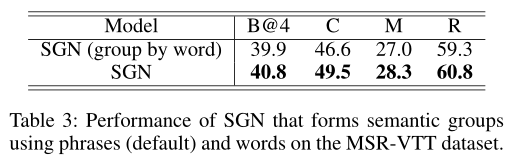 Model B@4 C M R
SGN (group by word) 39.9 46.6 27.0 59.3
SGN 40.8 49.5 28.3 60.8
Table 3: Performance of SGN that forms semantic groups
using phrases (default) and words on the MSR-VTT dataset.